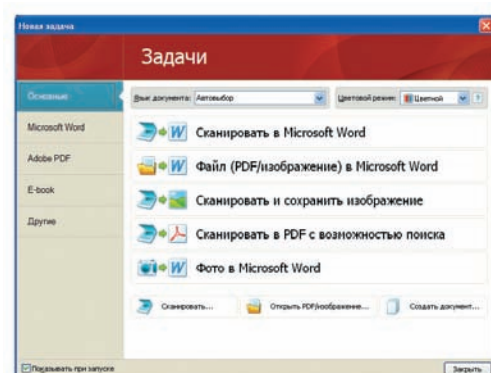 Новая задача
Задачи
Основные
Microsoft Word
Adobe PDF
E-book
Другие
Язык документа: Автовыбор
Цветовой режим: Цветной ?
Сканировать в Microsoft Word
Файл (PDF/изображение) в Microsoft Word
Сканировать и сохранить изображение
Сканировать в PDF с возможностью поиска
Фото в Microsoft Word
Сканировать... Открыть PDF/изображение... Создать документ...
Показывать при запуске
Закрыть